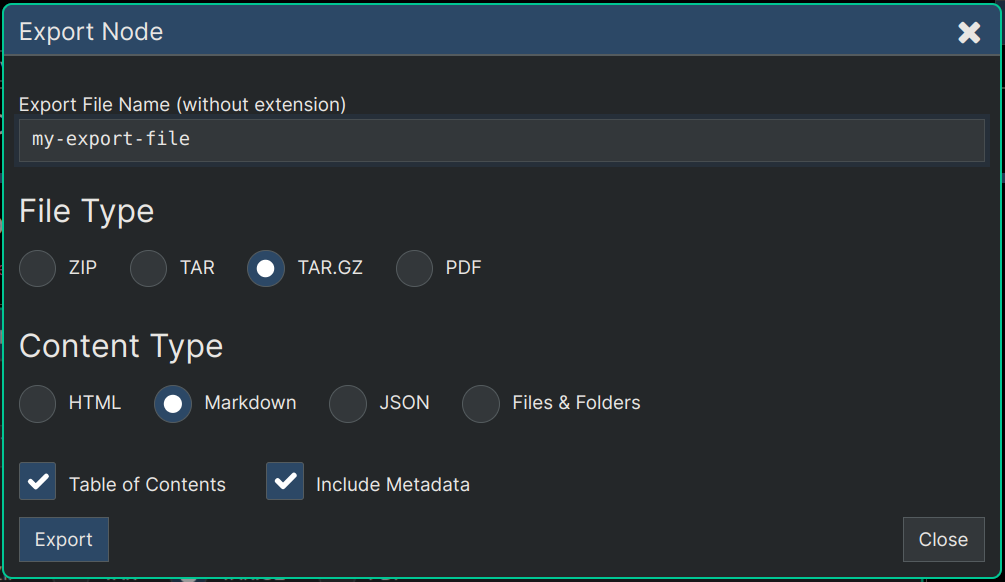 Export Node
Export File Name (without extension)
my-export-file
File Type
ZIP TAR TAR.GZ PDF
Content Type
HTML Markdown JSON Files & Folders
Table of Contents Include Metadata
Export Close